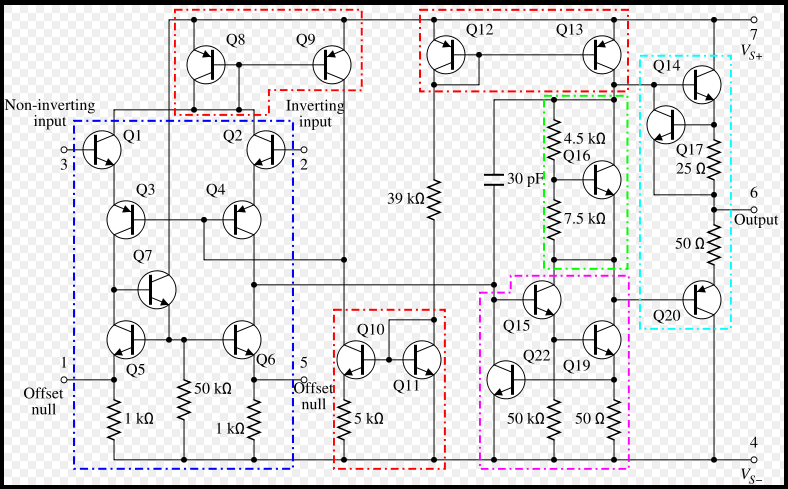 Q8
Q9
Q12
Q13
7
V_S+
Q14
Non-inverting
input
Inverting
input
Q1
Q2
3
2
4.5 kΩ
Q16
Q17
25 Ω
30 pF
Q3
Q4
39 kΩ
6
Output
7.5 kΩ
50 Ω
Q7
Q15
Q20
Q10
Q22
Q19
1
Q5
Q6
5
Q11
Offset
null
Offset
null
50 kΩ
1 kΩ
1 kΩ
5 kΩ
50 kΩ
50 Ω
4
V_S−